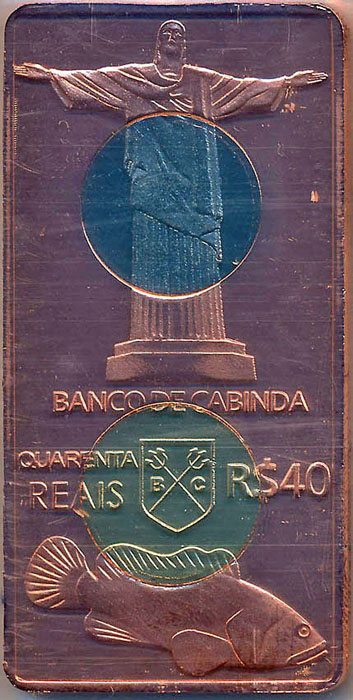 BANCO DE CABINDA
QUARENTA
REAIS
R$40
B C